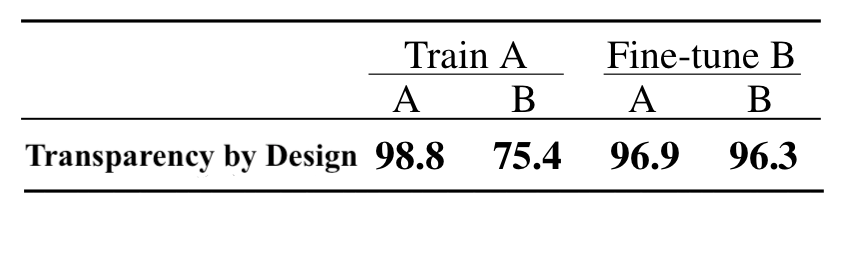 Train A Fine-tune B
A B A B
Transparency by Design 98.8 75.4 96.9 96.3